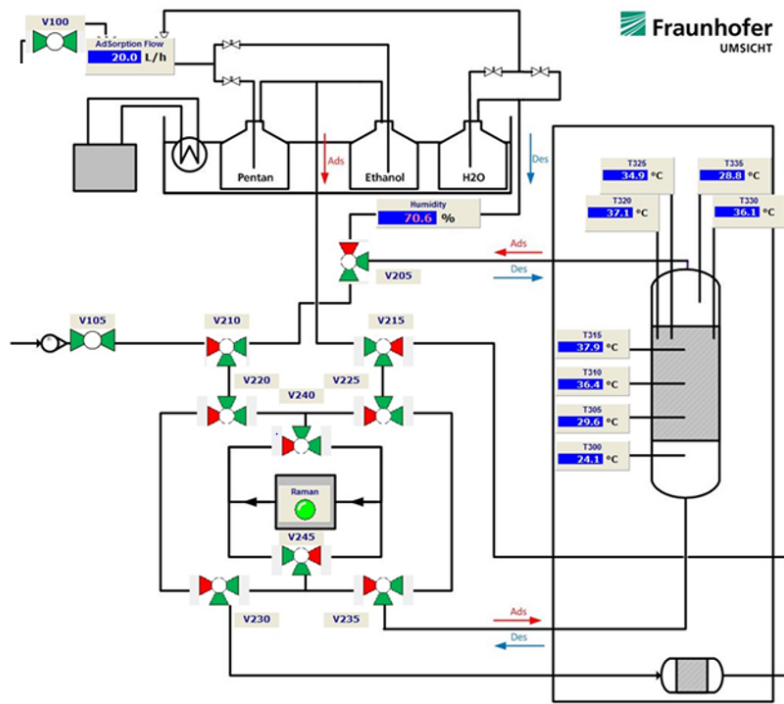 V100
AdSorption Flow
20.0 L/h
Fraunhofer
UMSICHT
Pentan
Ethanol
H2O
Ads
Des
Humidity
70.6 %
T325
34.9 °C
T335
28.8 °C
T320
37.1 °C
T330
36.1 °C
Ads
Des
V205
V105
V210
V215
T315
37.9 °C
V220
V225
V240
T310
36.4 °C
T305
29.6 °C
T300
24.1 °C
Raman
V245
V230
V235
Ads
Des